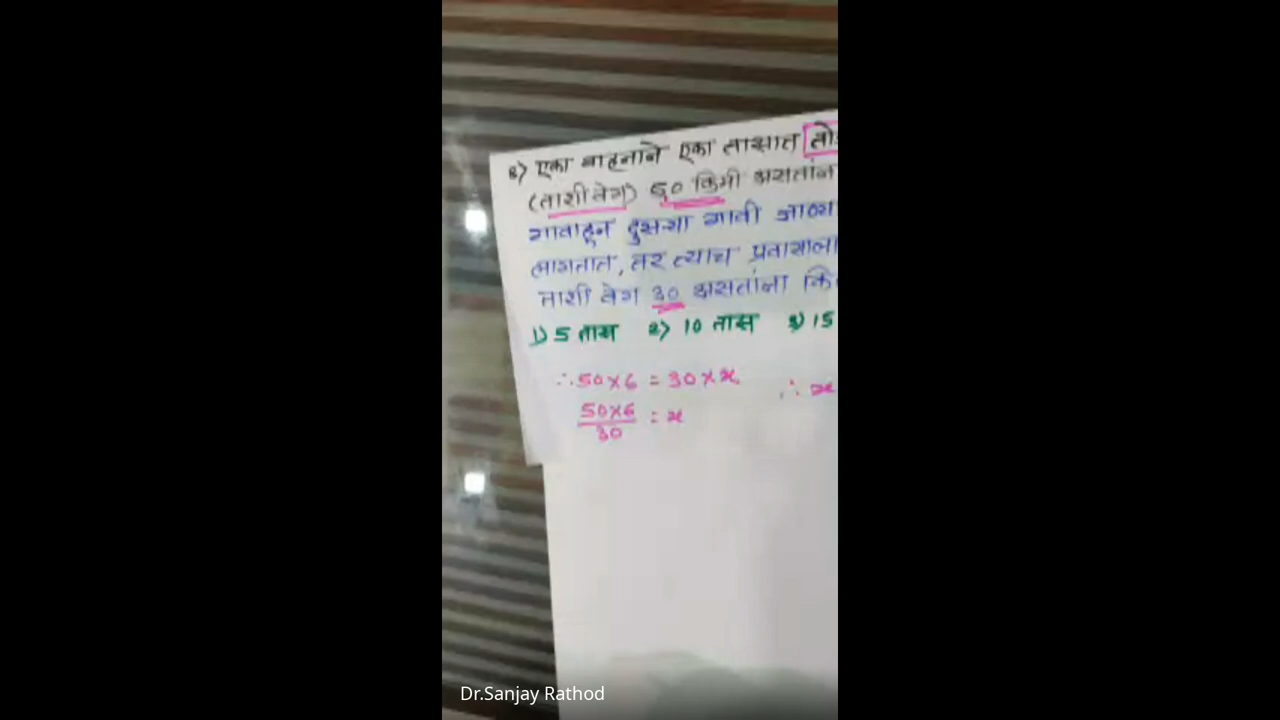 8) एका वाहनाने एका तासात
(ताशी वेग) 50 किमी असतांना
गावाहून दुसऱ्या गावी
लागतात, तर त्याच प्रवासाला
ताशी वेग 30 असतांना
1) 5 तास 2) 10 तास 3) 15
∴ 50×6 = 30×x
∴ x
50×6
30
= x
Dr.Sanjay Rathod